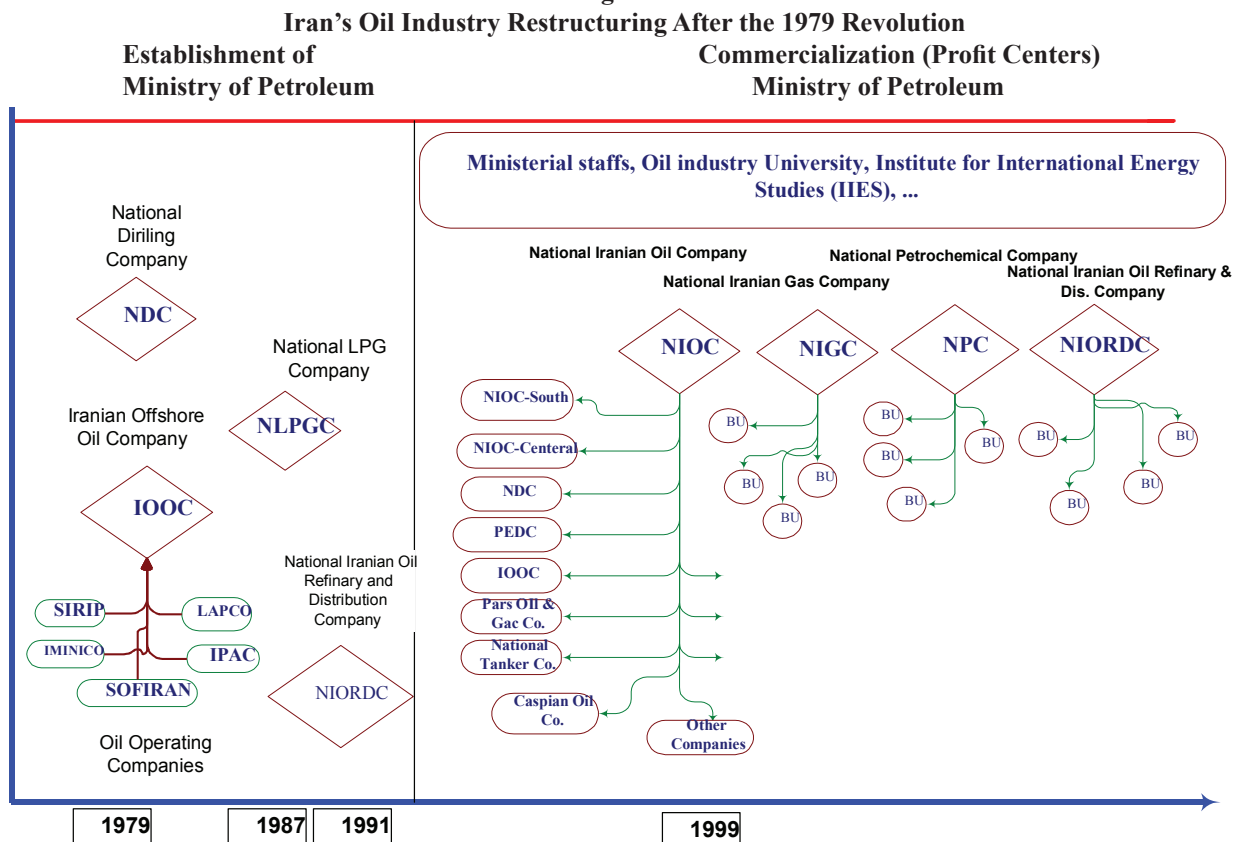 Iran’s Oil Industry Restructuring After the 1979 Revolution
Establishment of
Ministry of Petroleum
Commercialization (Profit Centers)
Ministry of Petroleum
Ministerial staffs, Oil industry University, Institute for International Energy
Studies (IIES), ...
National
Diriling
Company
NDC
National LPG
Company
NLPGC
Iranian Offshore
Oil Company
IOOC
SIRIP
LAPCO
IMINICO
IPAC
SOFIRAN
Oil Operating
Companies
National Iranian Oil
Refinary and
Distribution
Company
NIORDC
National Iranian Oil Company
National Iranian Gas Company
National Petrochemical Company
National Iranian Oil Refinary &
Dis. Company
NIOC
NIGC
NPC
NIORDC
NIOC-South
NIOC-Centeral
NDC
PEDC
IOOC
Pars Oil &
Gac Co.
National
Tanker Co.
Caspian Oil
Co.
Other
Companies
BU
BU
BU
BU
BU
BU
BU
BU
BU
BU
BU
BU
1979
1987
1991
1999